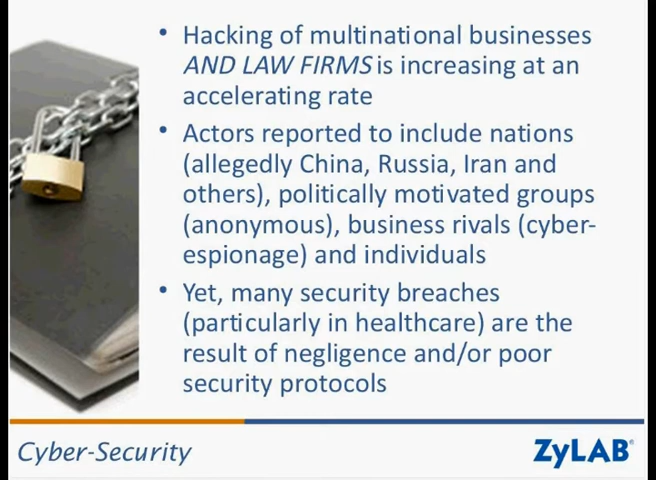 • Hacking of multinational businesses
AND LAW FIRMS is increasing at an
accelerating rate
• Actors reported to include nations
(allegedly China, Russia, Iran and
others), politically motivated groups
(anonymous), business rivals (cyber-
espionage) and individuals
• Yet, many security breaches
(particularly in healthcare) are the
result of negligence and/or poor
security protocols
Cyber-Security
ZyLAB®